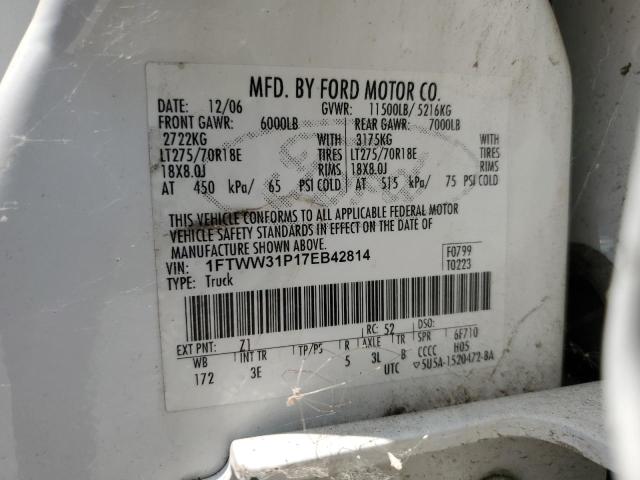 MFD. BY FORD MOTOR CO.
DATE: 12/06 GVWR: 11500LB/ 5216KG
FRONT GAWR: 6000LB REAR GAWR: 7000LB
2722KG WITH 3175KG WITH
LT275/70R18E TIRES LT275/70R18E TIRES
18X8.0J RIMS 18X8.0J RIMS
AT 450 kPa/ 65 PSI COLD AT 515 kPa/ 75 PSI COLD
THIS VEHICLE CONFORMS TO ALL APPLICABLE FEDERAL MOTOR
VEHICLE SAFETY STANDARDS IN EFFECT ON THE DATE OF
MANUFACTURE SHOWN ABOVE.
VIN: 1FTWW31P17EB42814 F0799
TYPE: Truck T0223
RC: 52 DSO:
EXT PNT: Z1
WB INT TR TP/PS R AXLE TR SPR 6F710
172 3E 5 3L B CCCC H05
UTC 5U5A-1520472-BA